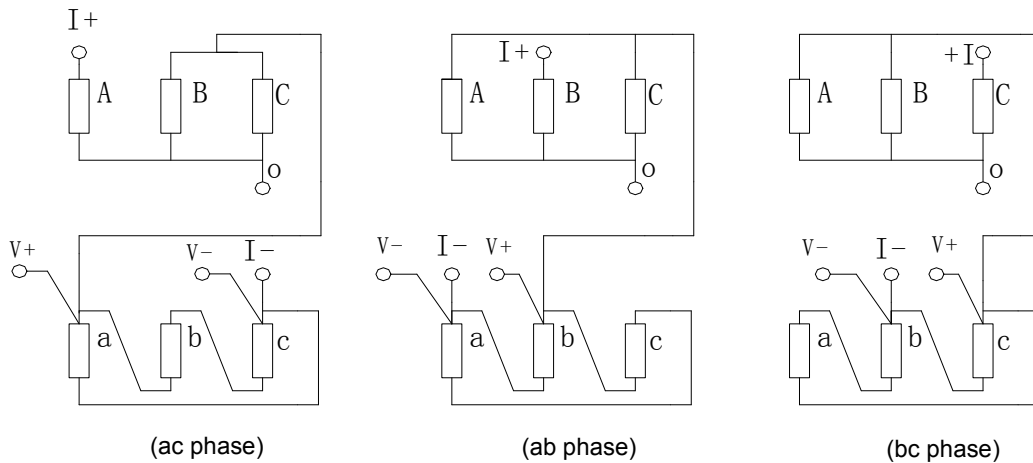 I+
A B C
o
V+ V- I-
a b c
(ac phase)
I+
A B C
o
V- I- V+
a b c
(ab phase)
+I
A B C
o
V- I- V+
a b c
(bc phase)